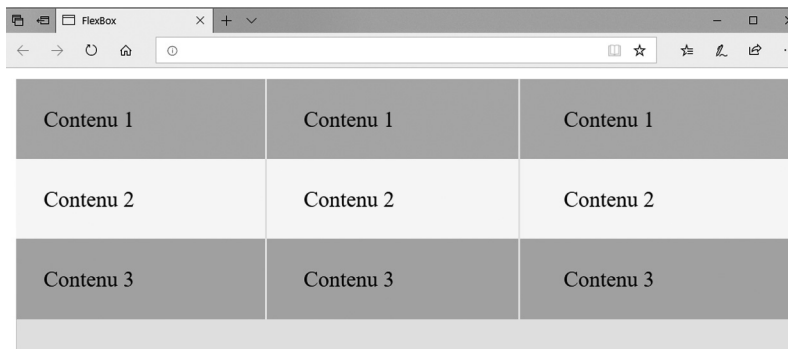 FlexBox
Contenu 1 Contenu 1 Contenu 1
Contenu 2 Contenu 2 Contenu 2
Contenu 3 Contenu 3 Contenu 3